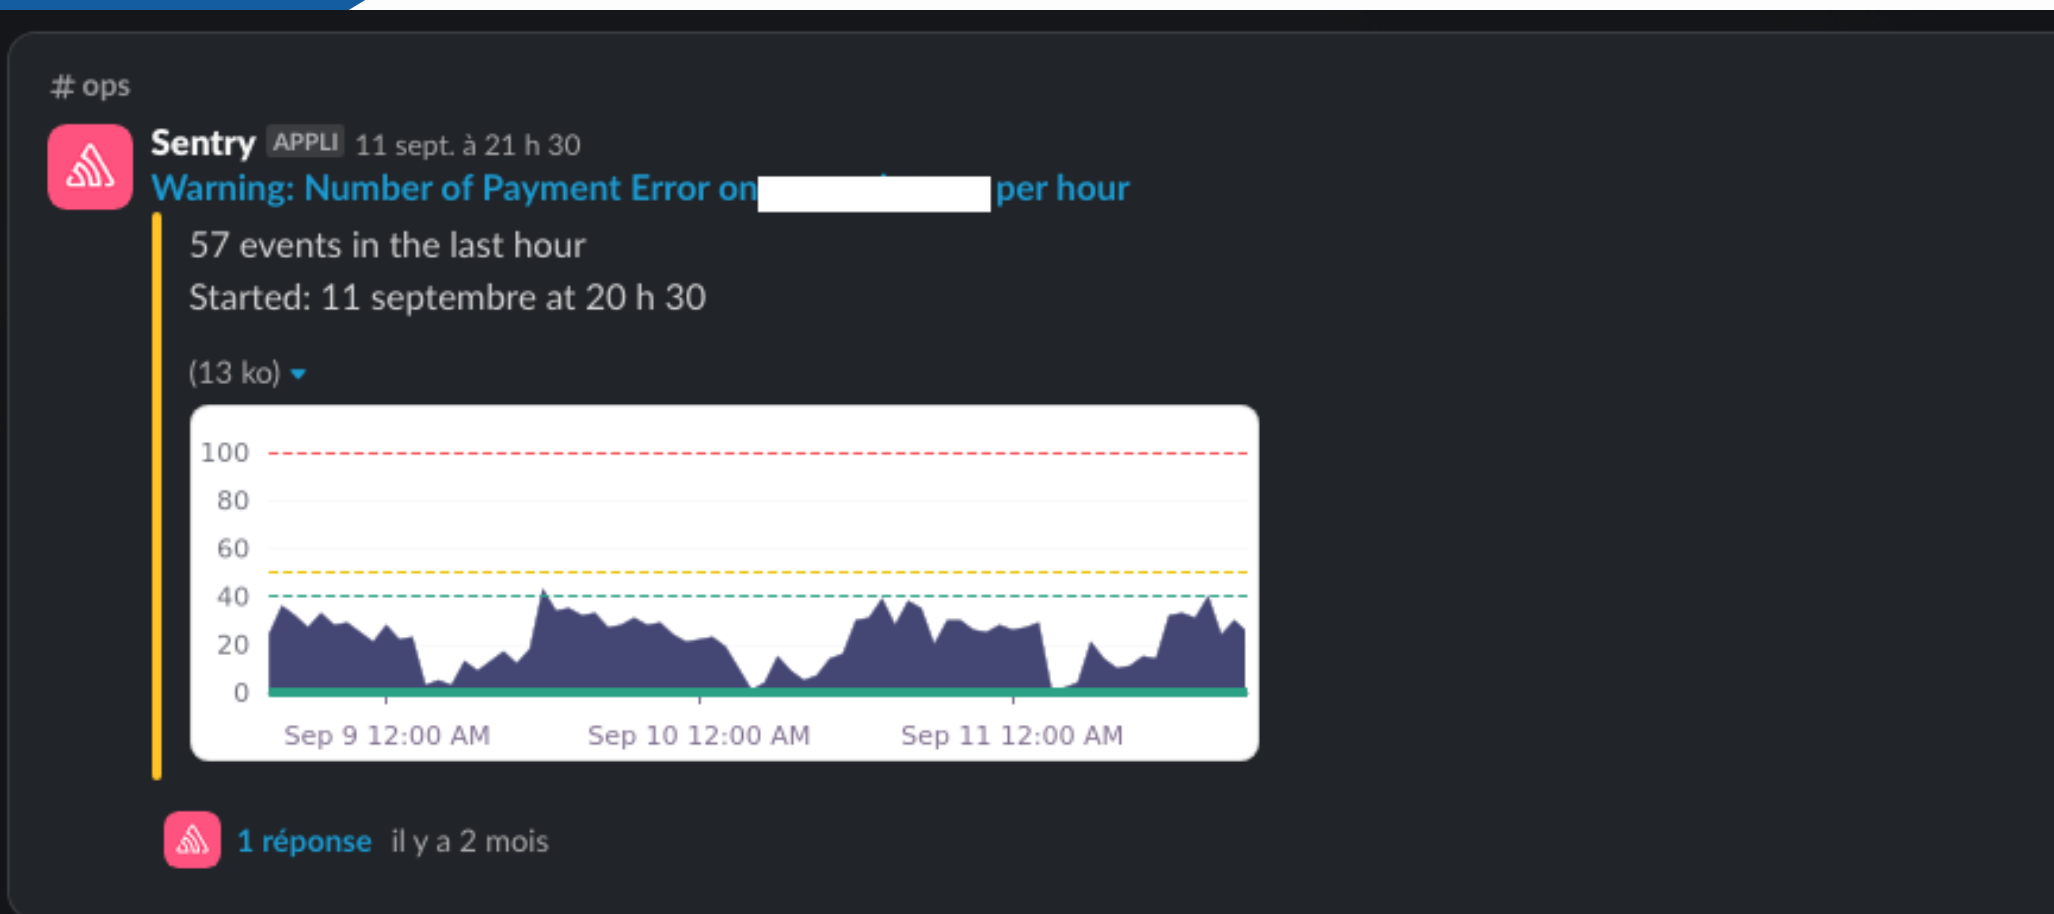 # ops
Sentry APPLI 11 sept. à 21 h 30
Warning: Number of Payment Error on per hour
57 events in the last hour
Started: 11 septembre at 20 h 30
(13 ko)
100
80
60
40
20
0
Sep 9 12:00 AM Sep 10 12:00 AM Sep 11 12:00 AM
1 réponse il y a 2 mois